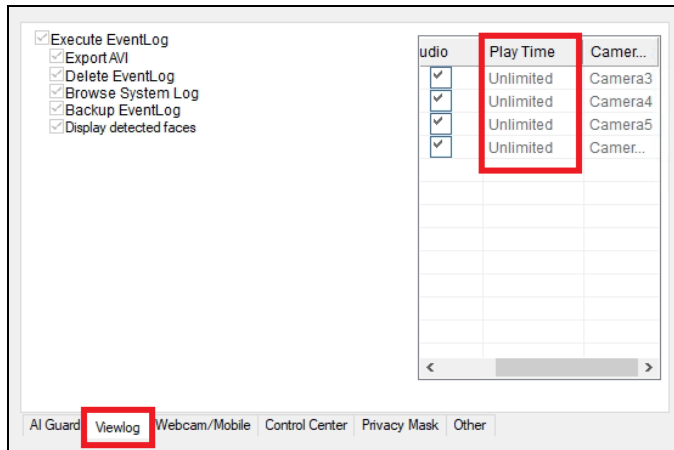 Execute EventLog
Export AVI
Delete EventLog
Browse System Log
Backup EventLog
Display detected faces
udio Play Time Camer...
Unlimited Camera3
Unlimited Camera4
Unlimited Camera5
Unlimited Camer...
AI Guard Viewlog Webcam/Mobile Control Center Privacy Mask Other